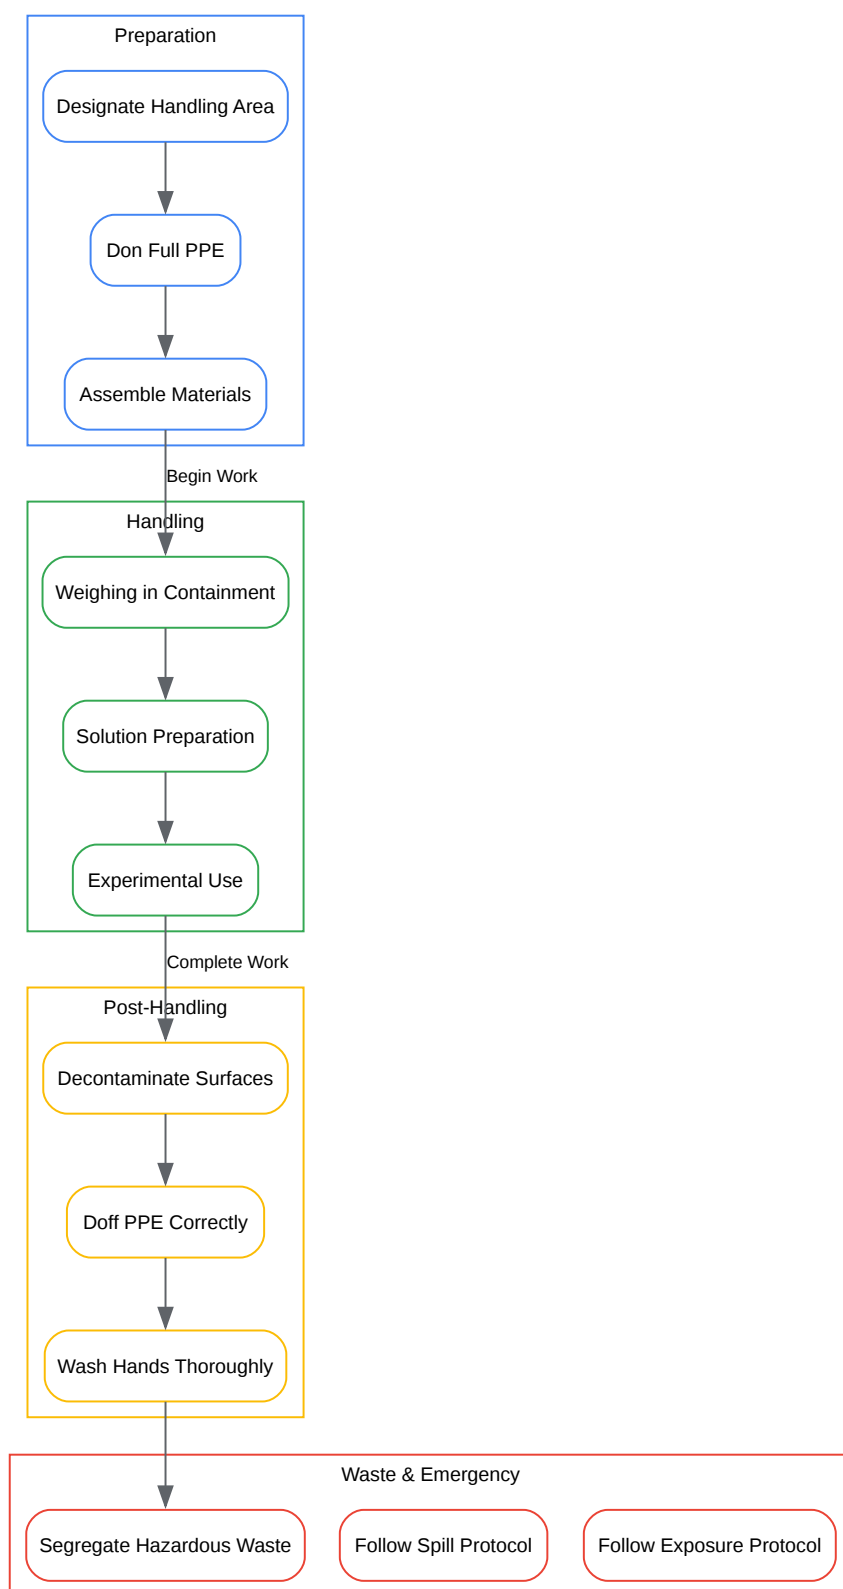 Preparation
Designate Handling Area
Don Full PPE
Assemble Materials
Begin Work
Handling
Weighing in Containment
Solution Preparation
Experimental Use
Complete Work
Post-Handling
Decontaminate Surfaces
Doff PPE Correctly
Wash Hands Thoroughly
Waste & Emergency
Segregate Hazardous Waste
Follow Spill Protocol
Follow Exposure Protocol